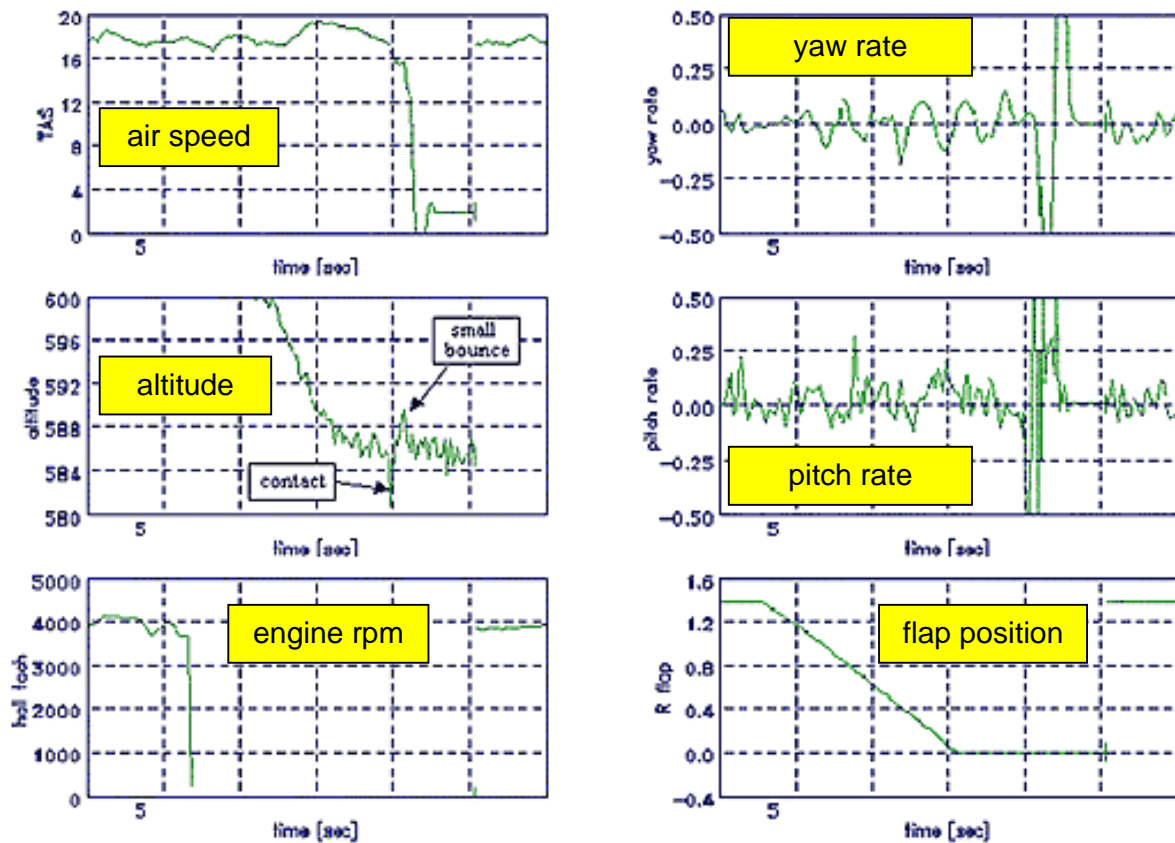 20
16
12
8
4
0
TAS
air speed
5
time [sec]
0.50
0.25
0.00
-0.25
-0.50
yaw rate
yaw rate
5
time [sec]
600
596
592
588
584
580
altitude
altitude
small
bounce
contact
5
time [sec]
0.50
0.25
0.00
-0.25
-0.50
pitch rate
pitch rate
5
time [sec]
5000
4000
3000
2000
1000
0
hall tach
engine rpm
5
time [sec]
1.6
1.2
0.8
0.4
0.0
-0.4
R flap
flap position
5
time [sec]